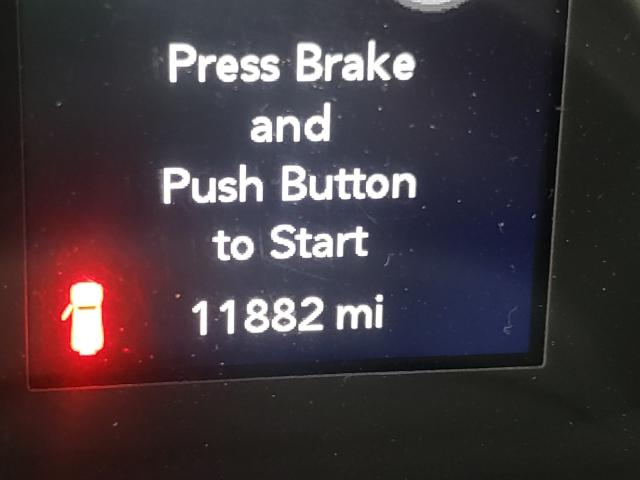 Press Brake
and
Push Button
to Start
11882 mi